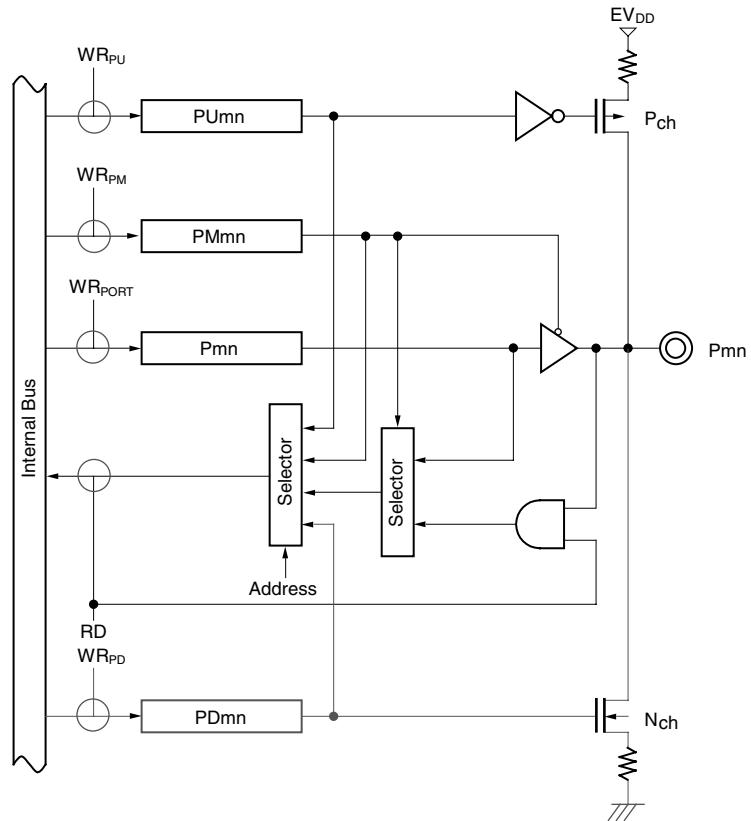 EVDD
WRPU
PUmn
Pch
WRPM
PMmn
WRPORT
Pmn
Pmn
Internal Bus
Selector
Selector
Address
RD
WRPD
PDmn
Nch